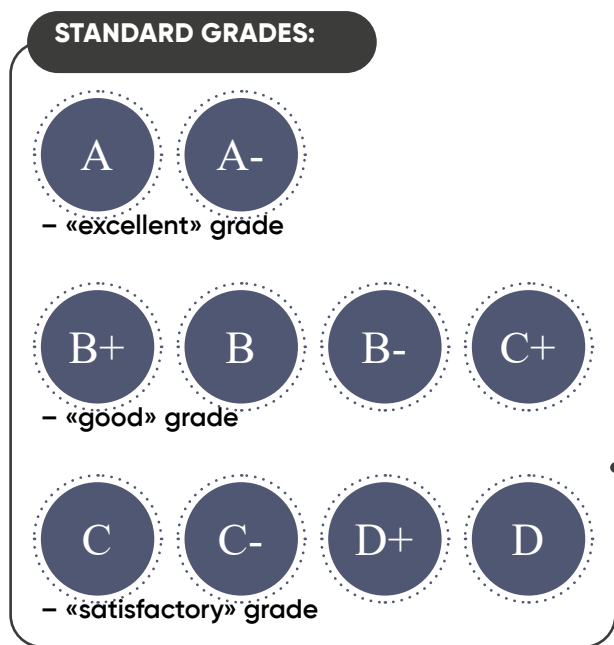 STANDARD GRADES:
A A-
– «excellent» grade
B+ B B- C+
– «good» grade
C C- D+ D
– «satisfactory» grade